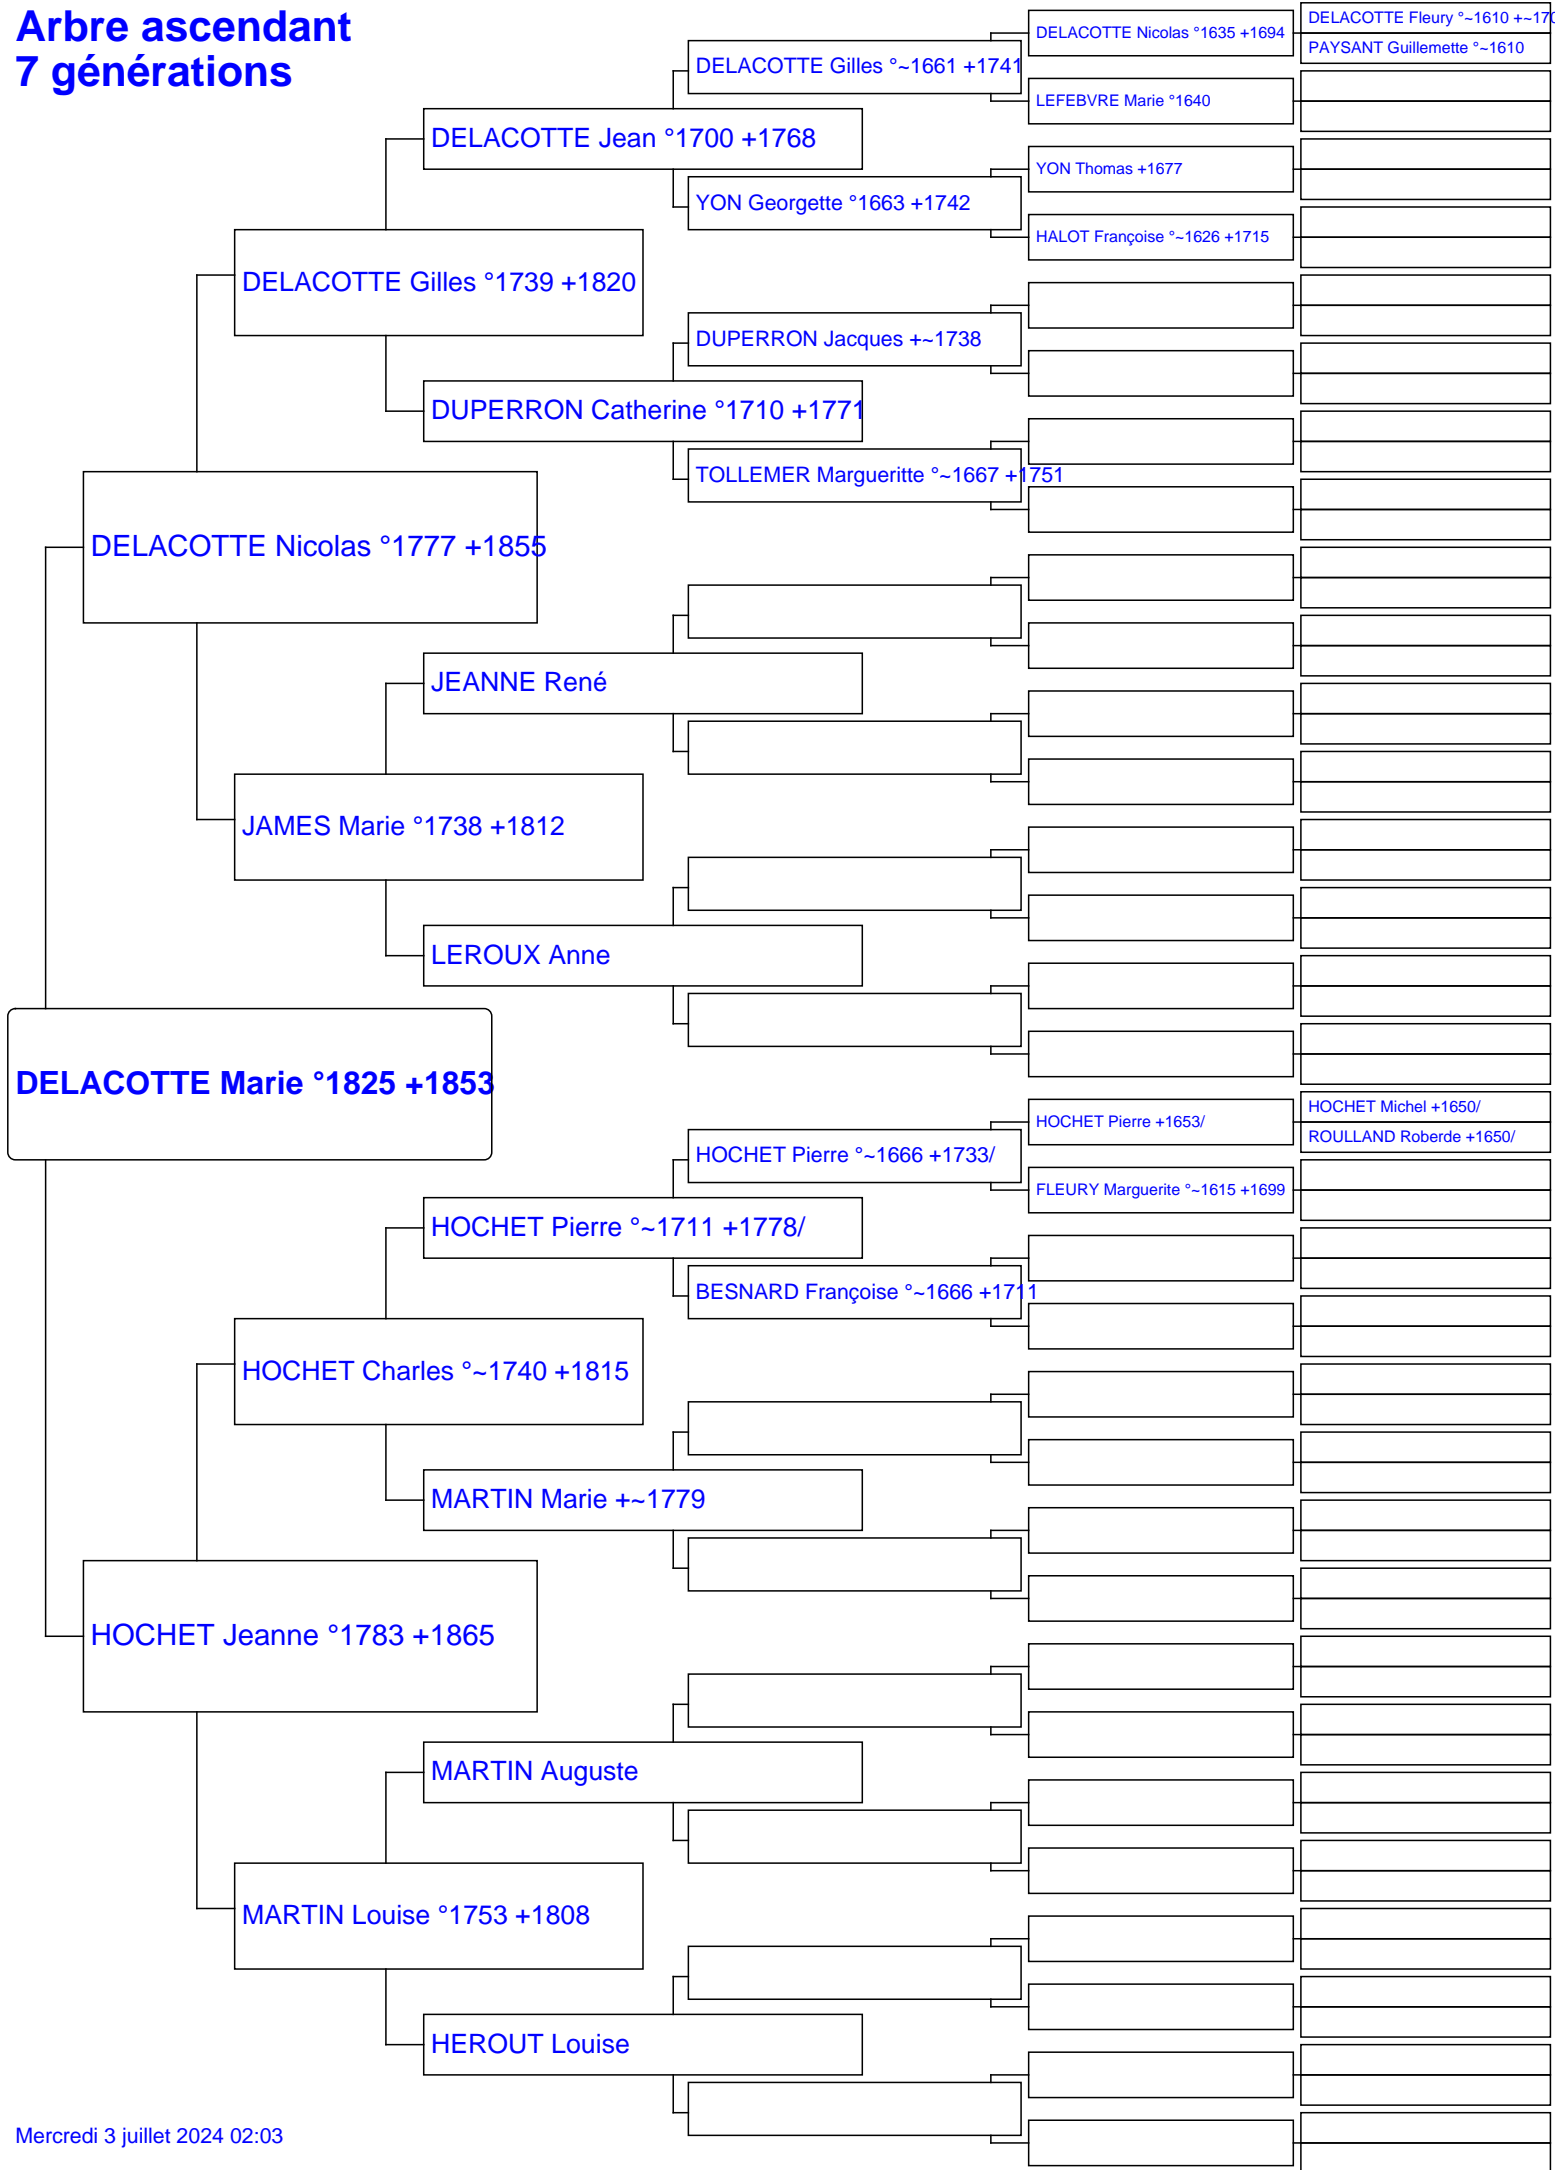 Arbre ascendant
7 générations
DELACOTTE Marie °1825 +1853
DELACOTTE Nicolas °1777 +1855
HOCHET Jeanne °1783 +1865
DELACOTTE Gilles °1739 +1820
JAMES Marie °1738 +1812
HOCHET Charles °~1740 +1815
MARTIN Louise °1753 +1808
DELACOTTE Jean °1700 +1768
DUPERRON Catherine °1710 +1771
JEANNE René
LEROUX Anne
HOCHET Pierre °~1711 +1778/
MARTIN Marie +~1779
MARTIN Auguste
HEROUT Louise
DELACOTTE Gilles °~1661 +1741
YON Georgette °1663 +1742
DUPERRON Jacques +~1738
TOLLEMER Margueritte °~1667 +1751
HOCHET Pierre °~1666 +1733/
BESNARD Françoise °~1666 +1711
DELACOTTE Nicolas °1635 +1694
LEFEBVRE Marie °1640
YON Thomas +1677
HALOT Françoise °~1626 +1715
HOCHET Pierre +1653/
FLEURY Marguerite °~1615 +1699
DELACOTTE Fleury °~1610
PAYSANT Guillemette °~1610
HOCHET Michel +1650/
ROULLAND Roberde +1650/
Mercredi 3 juillet 2024 02:03